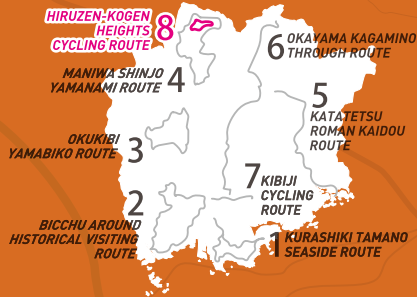 HIRUZEN-KOGEN
HEIGHTS
CYCLING ROUTE
8
6
OKAYAMA KAGAMINO
THROUGH ROUTE
MANIWA SHINJO
YAMANAMI ROUTE
4
5
KATATETSU
ROMAN KAIDOU
ROUTE
OKUKIBI
YAMABIKO ROUTE
3
7
KIBIJI
CYCLING
ROUTE
2
BICCHU AROUND
HISTORICAL VISITING
ROUTE
1
KURASHIKI TAMANO
SEASIDE ROUTE